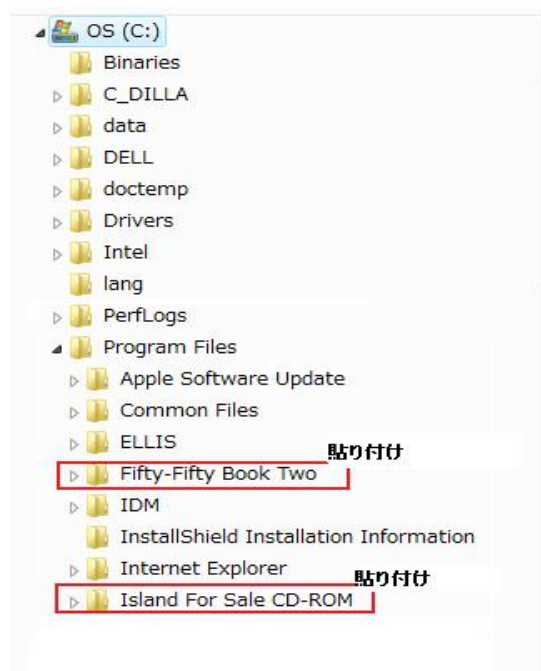 OS (C:)
Binaries
C_DILLA
data
DELL
doctemp
Drivers
Intel
lang
PerfLogs
Program Files
Apple Software Update
Common Files
ELLIS
貼り付け
Fifty-Fifty Book Two
IDM
InstallShield Installation Information
Internet Explorer
貼り付け
Island For Sale CD-ROM